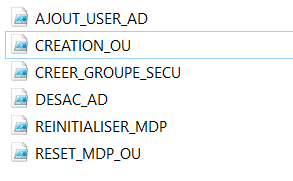 AJOUT_USER_AD
CREATION_OU
CREER_GROUPE_SECU
DESAC_AD
REINITIALISER_MDP
RESET_MDP_OU